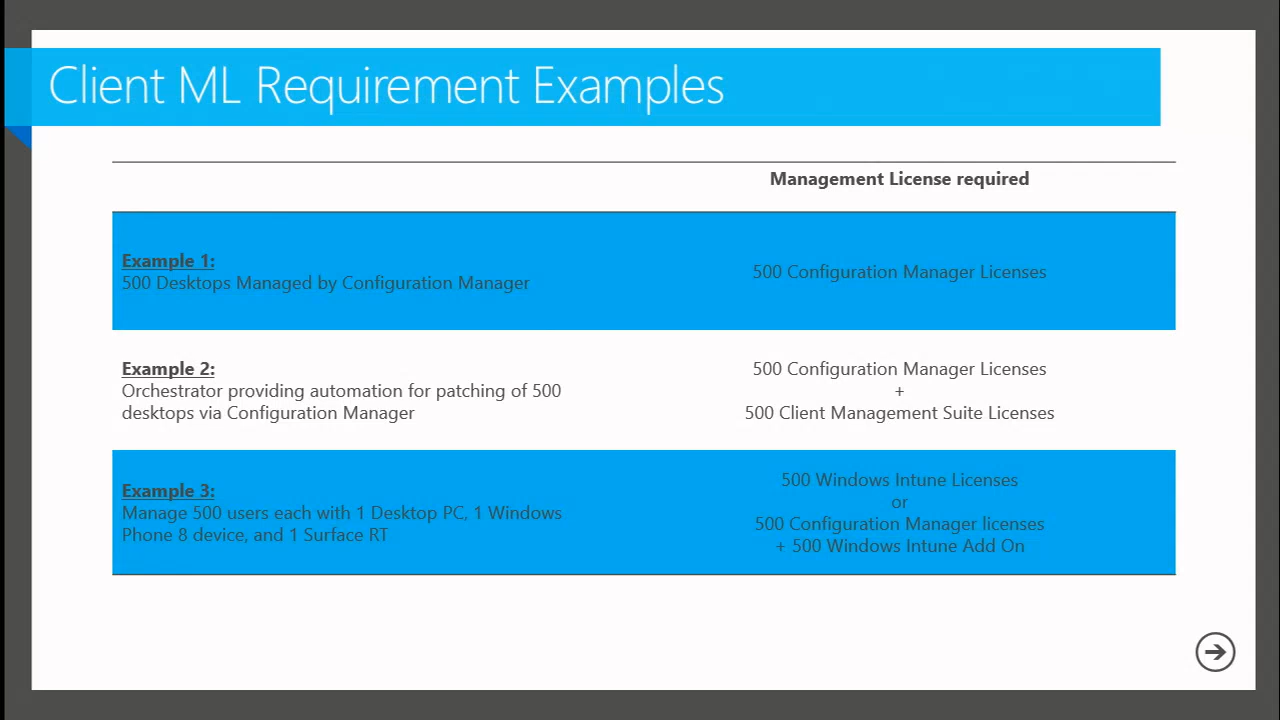 Client ML Requirement Examples
Management License required
Example 1:
500 Desktops Managed by Configuration Manager
500 Configuration Manager Licenses
Example 2:
Orchestrator providing automation for patching of 500
desktops via Configuration Manager
500 Configuration Manager Licenses
+
500 Client Management Suite Licenses
Example 3:
Manage 500 users each with 1 Desktop PC, 1 Windows
Phone 8 device, and 1 Surface RT
500 Windows Intune Licenses
or
500 Configuration Manager licenses
+ 500 Windows Intune Add On